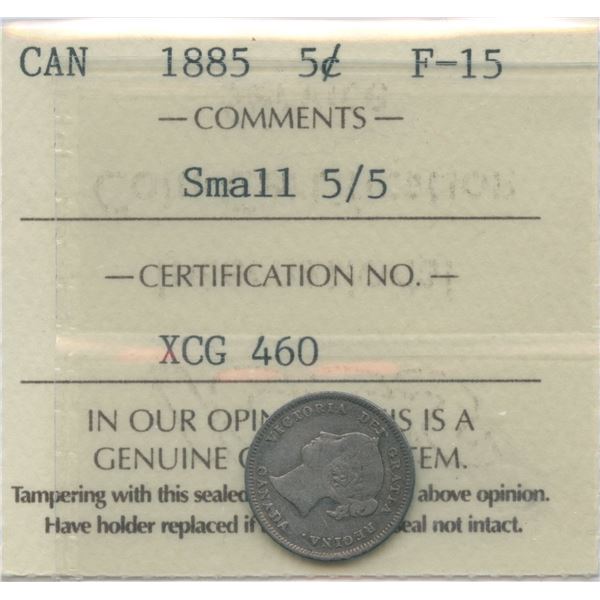 CAN 1885 5¢ F-15
— COMMENTS —
Small 5/5
— CERTIFICATION NO. —
XCG 460
IN OUR OPIN IS IS A
GENUINE TEM.
Tampering with this sealed above opinion.
Have holder replaced if eal not intact.
VICTORIA DEI GRATIA REGINA. CANADA